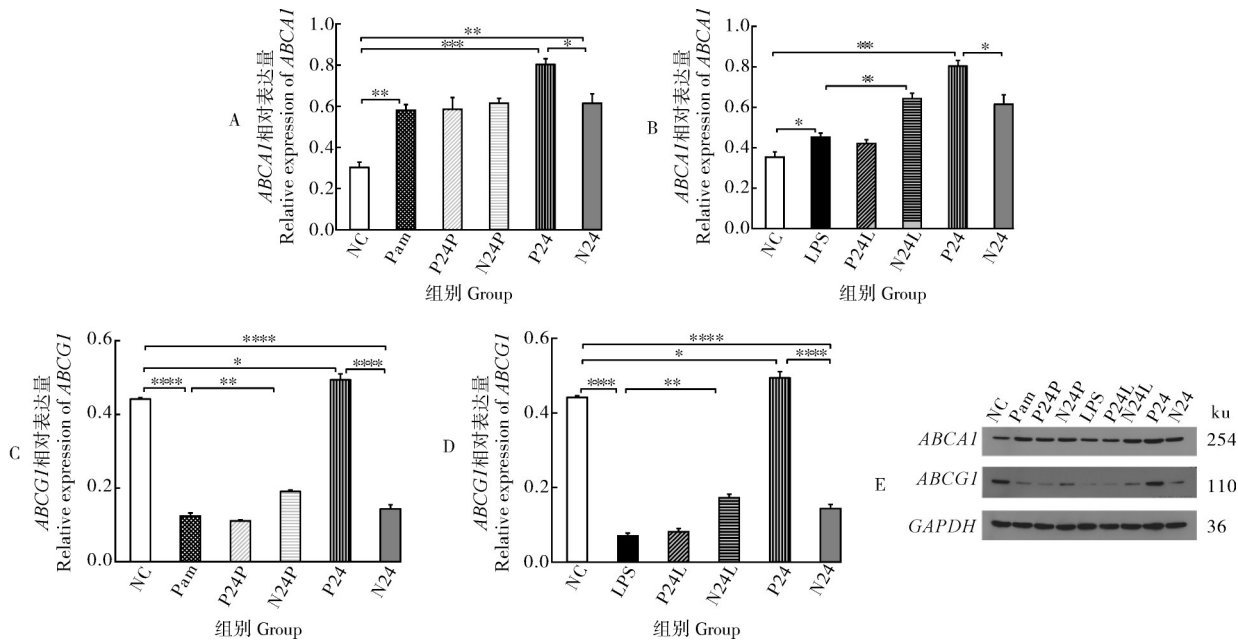 A
ABCA1相对表达量
Relative expression of ABCA1
1.0
0.8
0.6
0.4
0.2
0.0
**
***
**
*
NC
Pam
P24P
N24P
P24
N24
组别 Group
B
ABCA1相对表达量
Relative expression of ABCA1
1.0
0.8
0.6
0.4
0.2
0.0
***
**
*
*
NC
LPS
P24L
N24L
P24
N24
组别 Group
C
ABCG1相对表达量
Relative expression of ABCG1
0.6
0.4
0.2
0.0
****
*
****
**
****
NC
Pam
P24P
N24P
P24
N24
组别 Group
D
ABCG1相对表达量
Relative expression of ABCG1
0.6
0.4
0.2
0.0
****
*
****
**
****
NC
LPS
P24L
N24L
P24
N24
组别 Group
E
NC Pam P24P N24P LPS P24L N24L P24 N24 ku
ABCA1 254
ABCG1 110
GAPDH 36